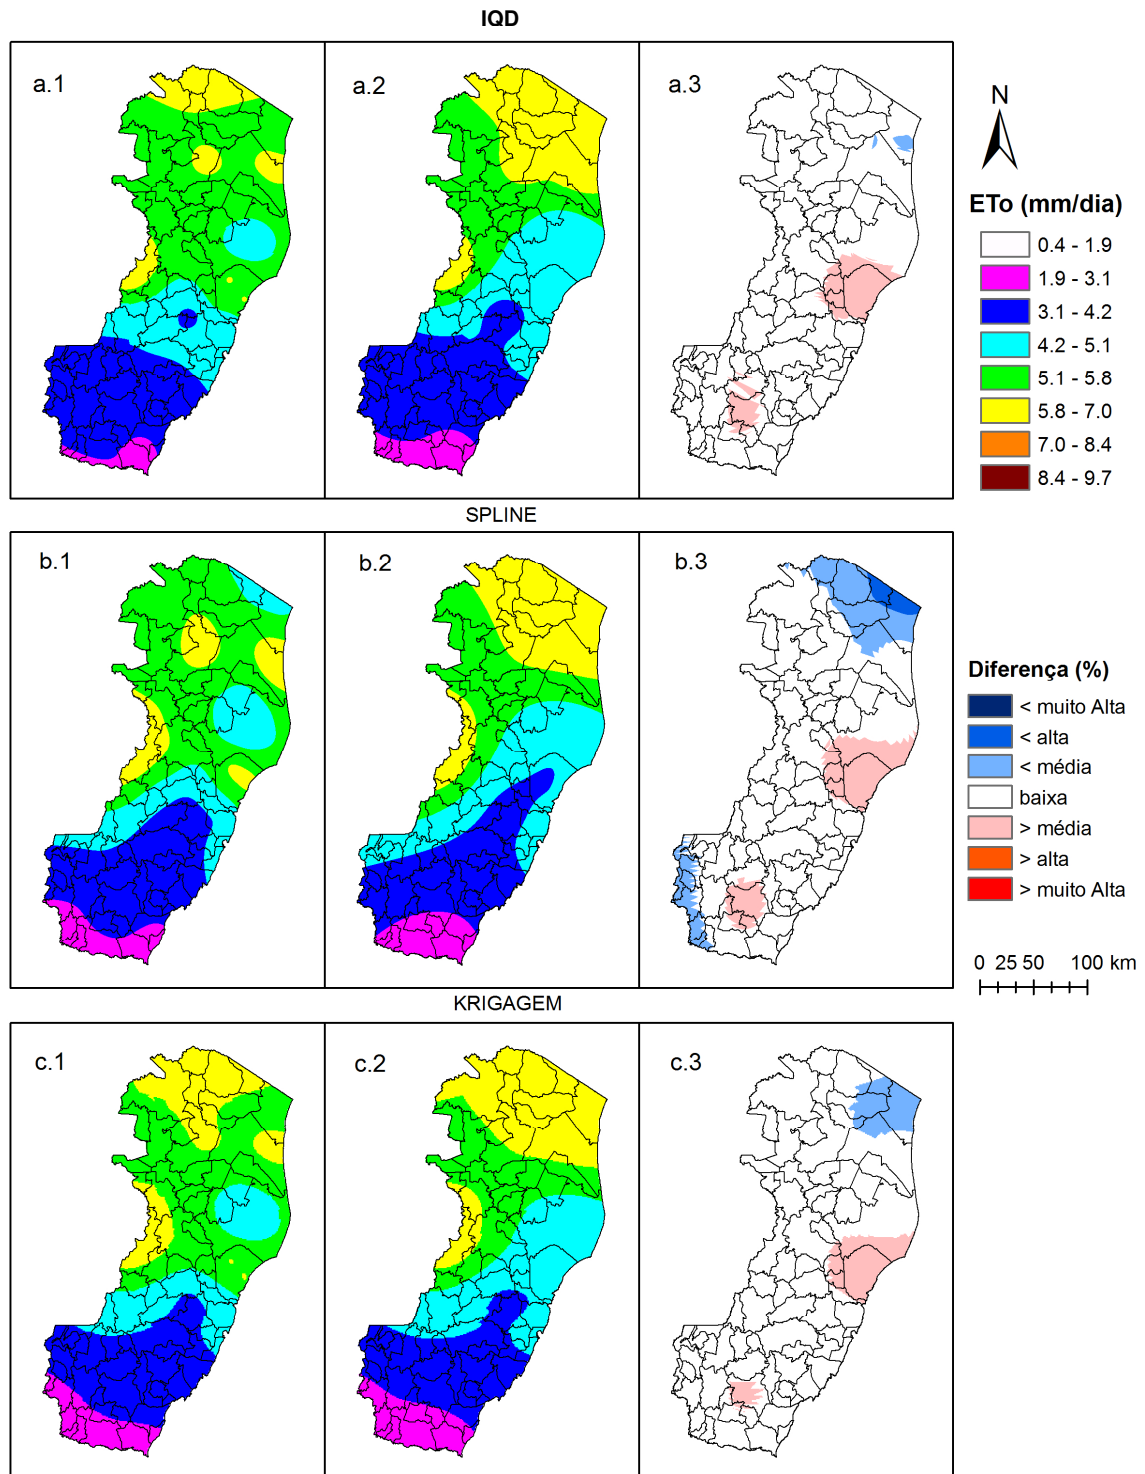 IQD
a.1
a.2
a.3
N
ETo (mm/dia)
0.4 - 1.9
1.9 - 3.1
3.1 - 4.2
4.2 - 5.1
5.1 - 5.8
5.8 - 7.0
7.0 - 8.4
8.4 - 9.7
SPLINE
b.1
b.2
b.3
Diferença (%)
< muito Alta
< alta
< média
baixa
> média
> alta
> muito Alta
0 25 50 100 km
KRIGAGEM
c.1
c.2
c.3